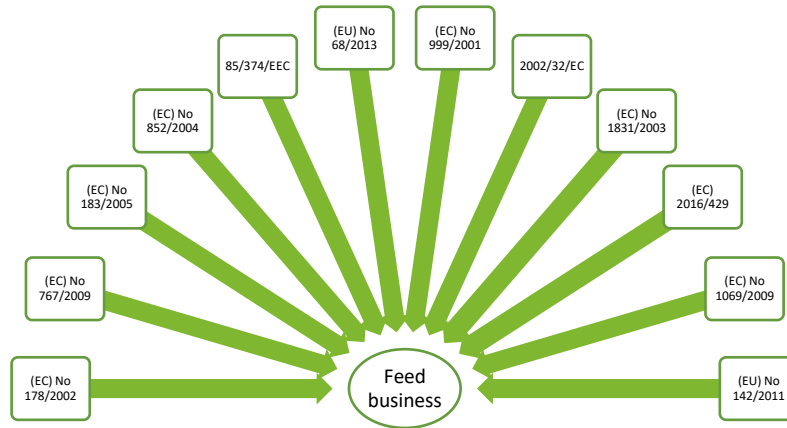 (EU) No
68/2013
(EC) No
999/2001
85/374/EEC
2002/32/EC
(EC) No
852/2004
(EC) No
1831/2003
(EC) No
183/2005
(EC)
2016/429
(EC) No
767/2009
(EC) No
1069/2009
(EC) No
178/2002
Feed
business
(EU) No
142/2011